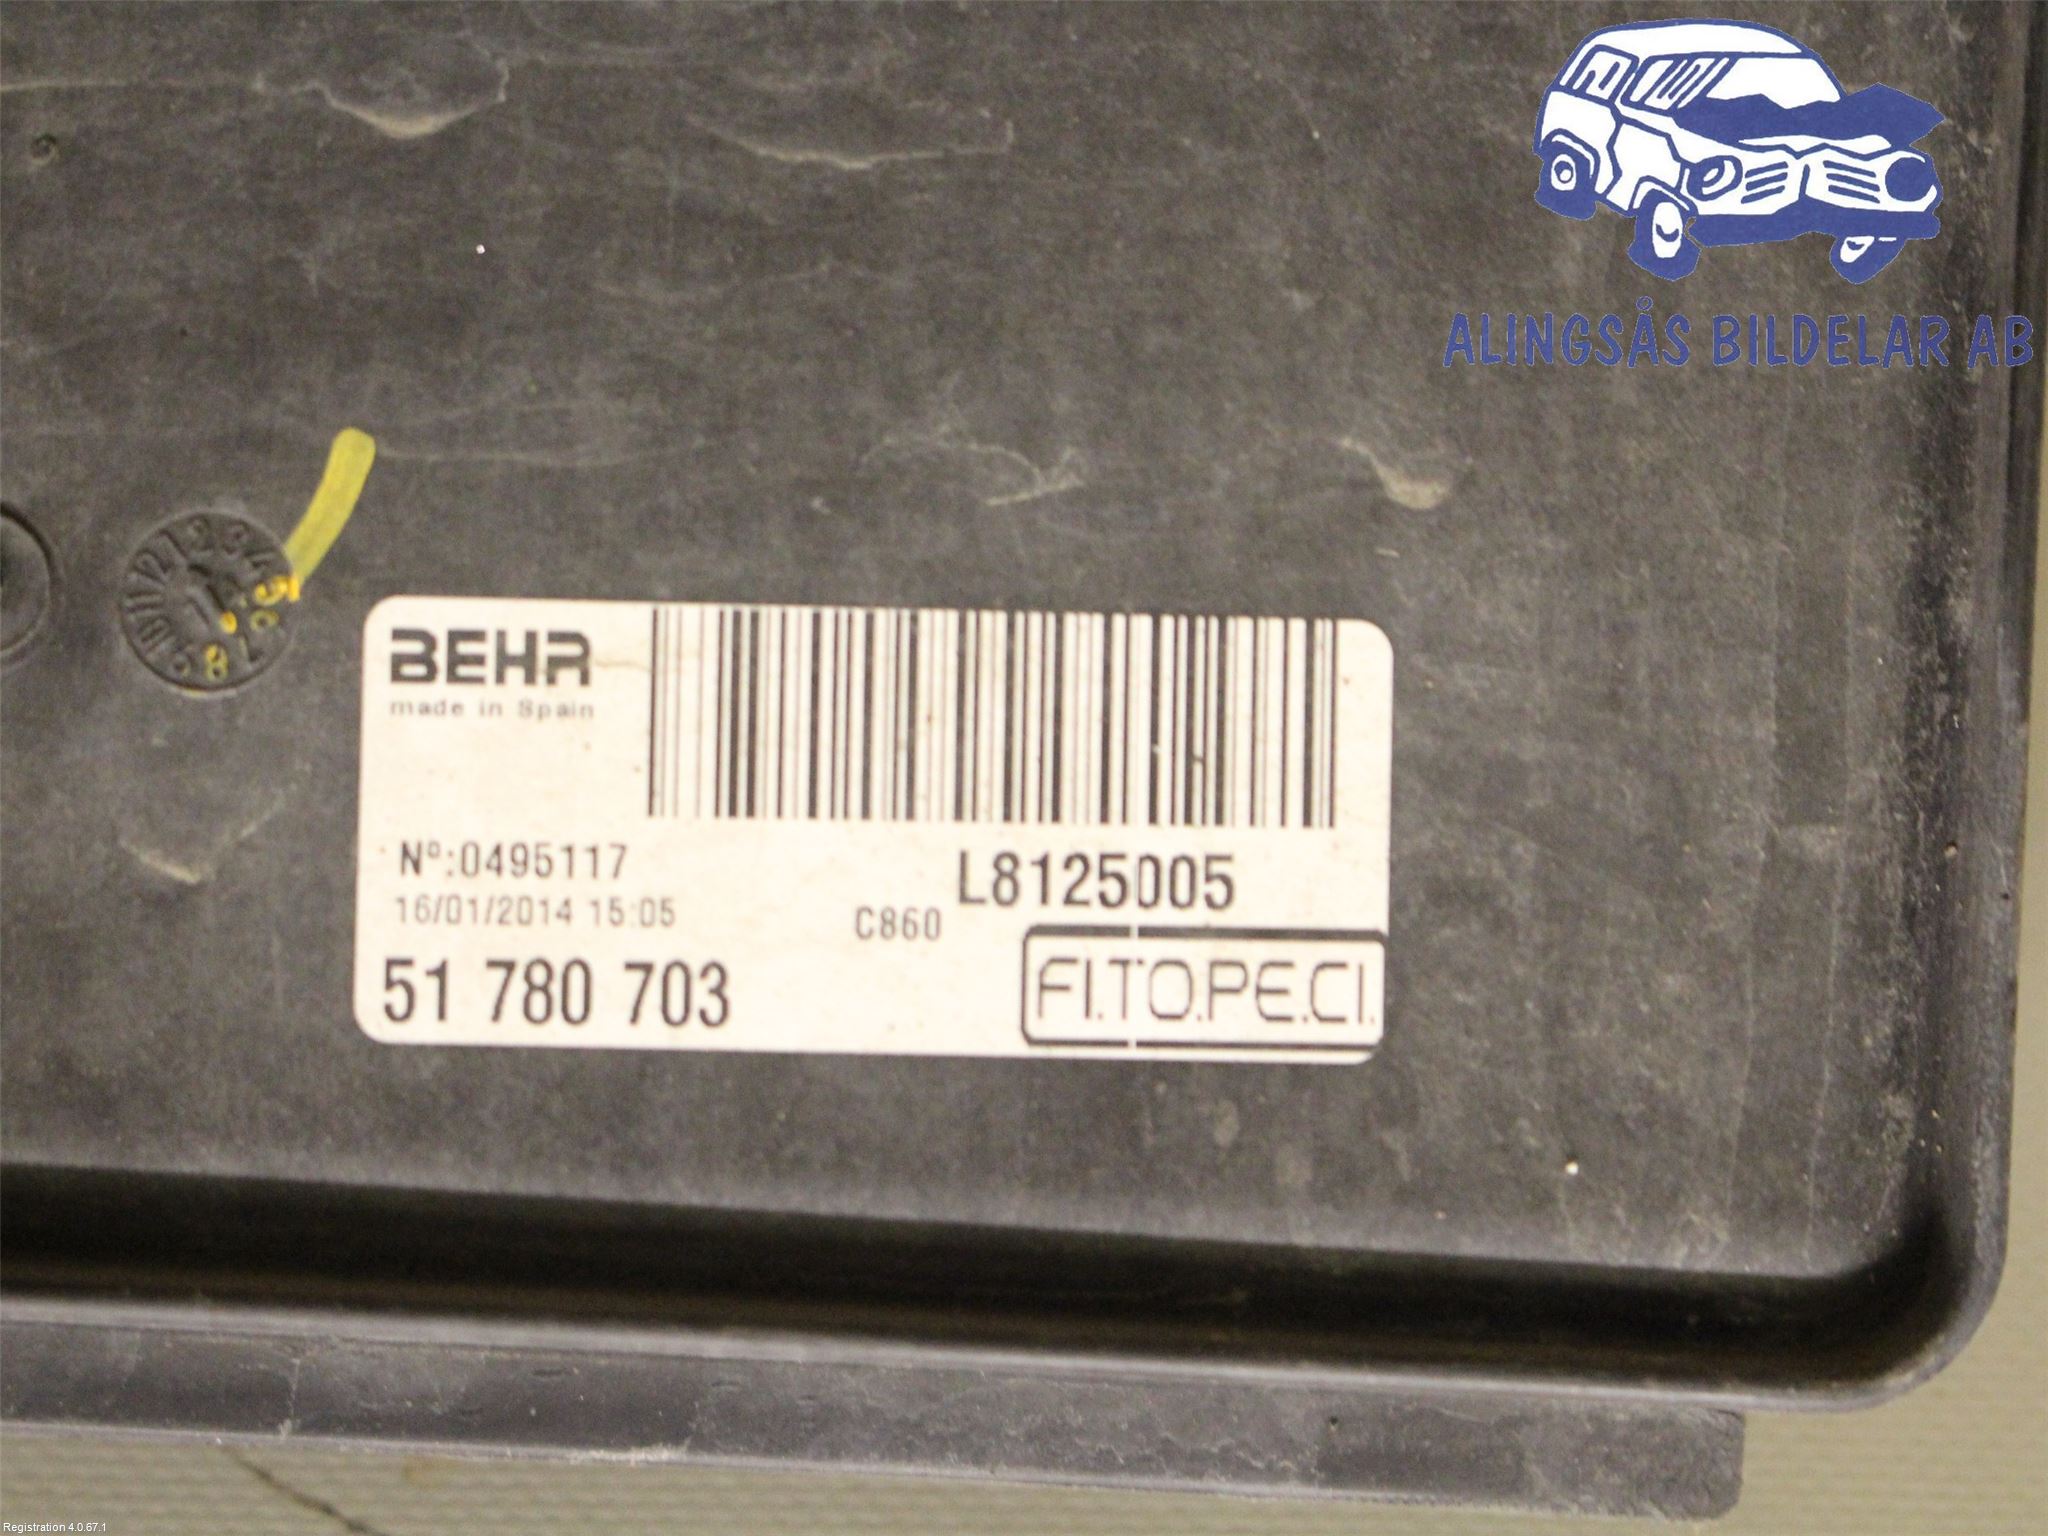 ALINGSÅS BILDELAR AB
BEHR
made in Spain
Nº:0495117
L8125005
16/01/2014 15:05
C860
51 780 703
FI.TO.PE.CI.
Registration 4.0.67.1